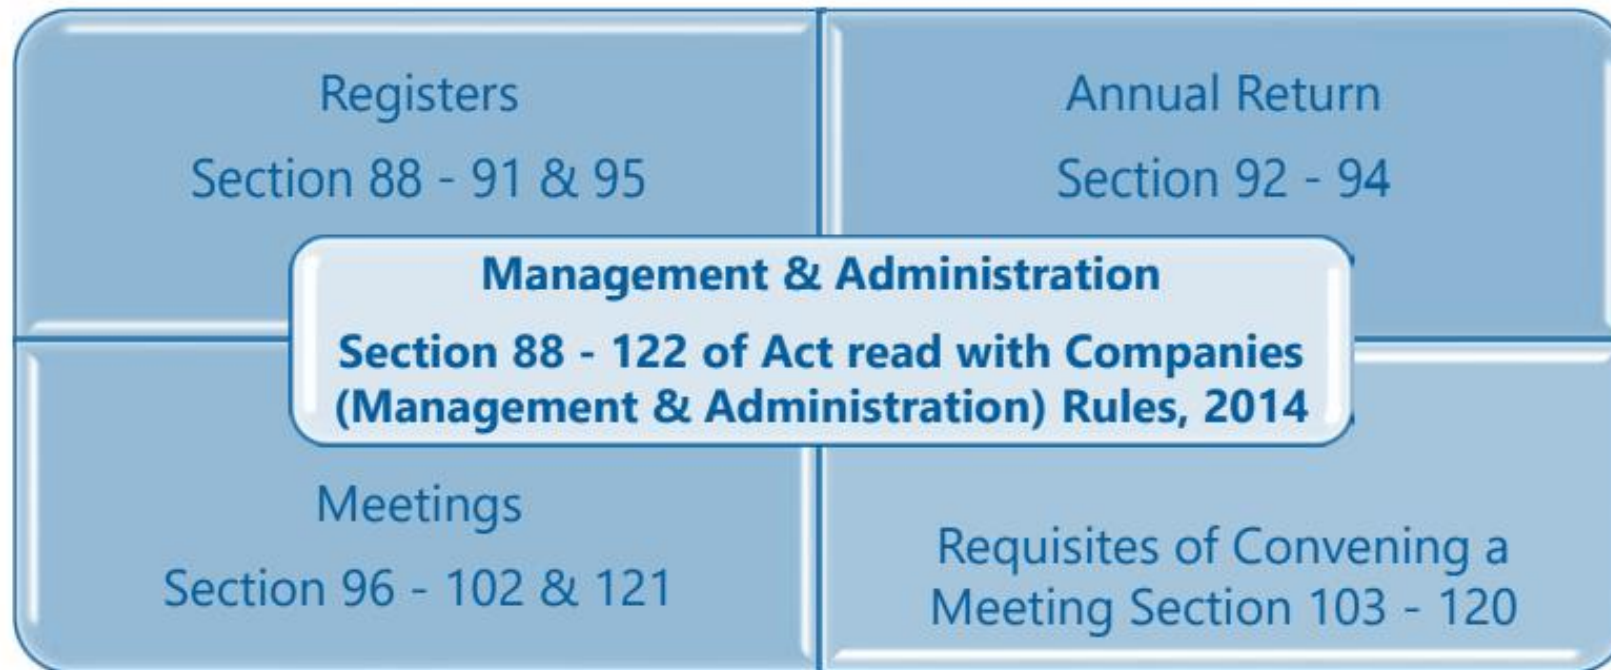 Registers
Section 88 - 91 & 95
Annual Return
Section 92 - 94
Management & Administration
Section 88 - 122 of Act read with Companies
(Management & Administration) Rules, 2014
Meetings
Section 96 - 102 & 121
Requisites of Convening a
Meeting Section 103 - 120